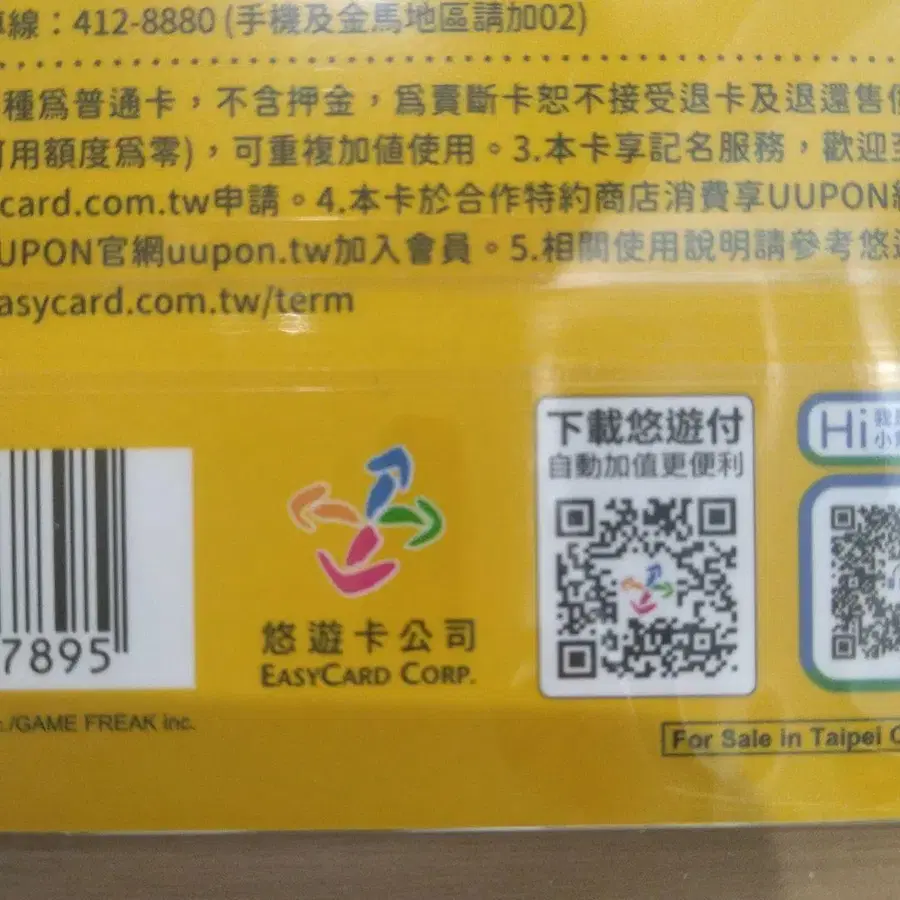 線：412-8880 (手機及金馬地區請加02)
種為普通卡，不含押金，為賣斷卡恕不接受退卡及退還售
用額度為零)，可重複加值使用。3.本卡享記名服務，歡迎
card.com.tw申請。4.本卡於合作特約商店消費享UUPON
UPON官網uupon.tw加入會員。5.相關使用說明請參考悠
asycard.com.tw/term
下載悠遊付
自動加值更便利
Hi
7895
悠遊卡公司
EASYCARD CORP.
/GAME FREAK inc.
For Sale in Taipei